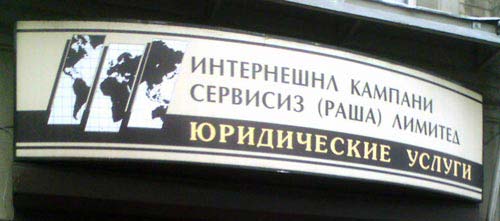 ИНТЕРНЕШНЛ КАМПАНИ
СЕРВИСИЗ (РАША) ЛИМИТЕД
ЮРИДИЧЕСКИЕ УСЛУГИ